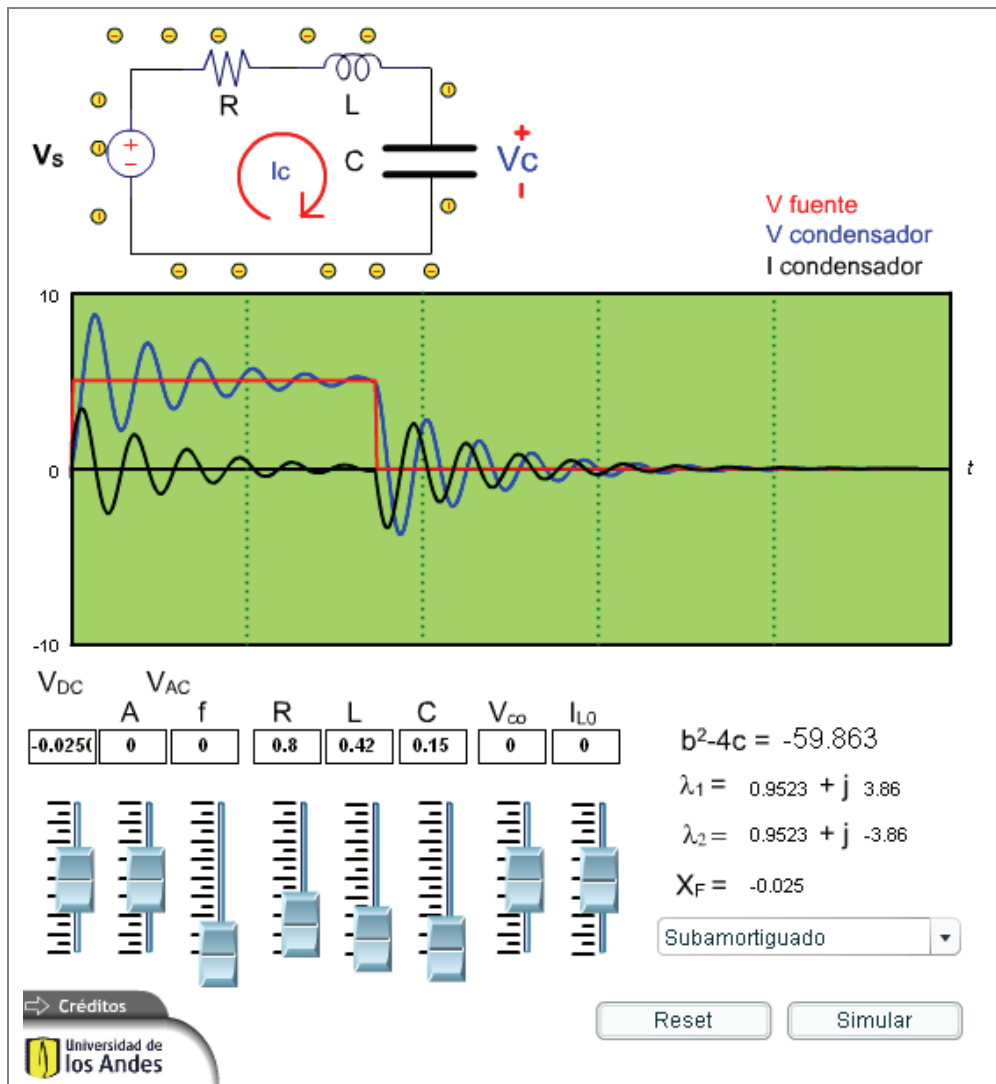 R
L
Vs
+
−
Ic
C
+
Vc
-
V fuente
V condensador
I condensador
10
0
t
-10
VDC VAC
A f R L C Vco IL0
-0.025( 0 0 0.8 0.42 0.15 0 0
b²-4c = -59.863
λ1 = 0.9523 + j 3.86
λ2 = 0.9523 + j -3.86
XF = -0.025
Subamortiguado
Créditos
Reset Simular
Universidad de
los Andes